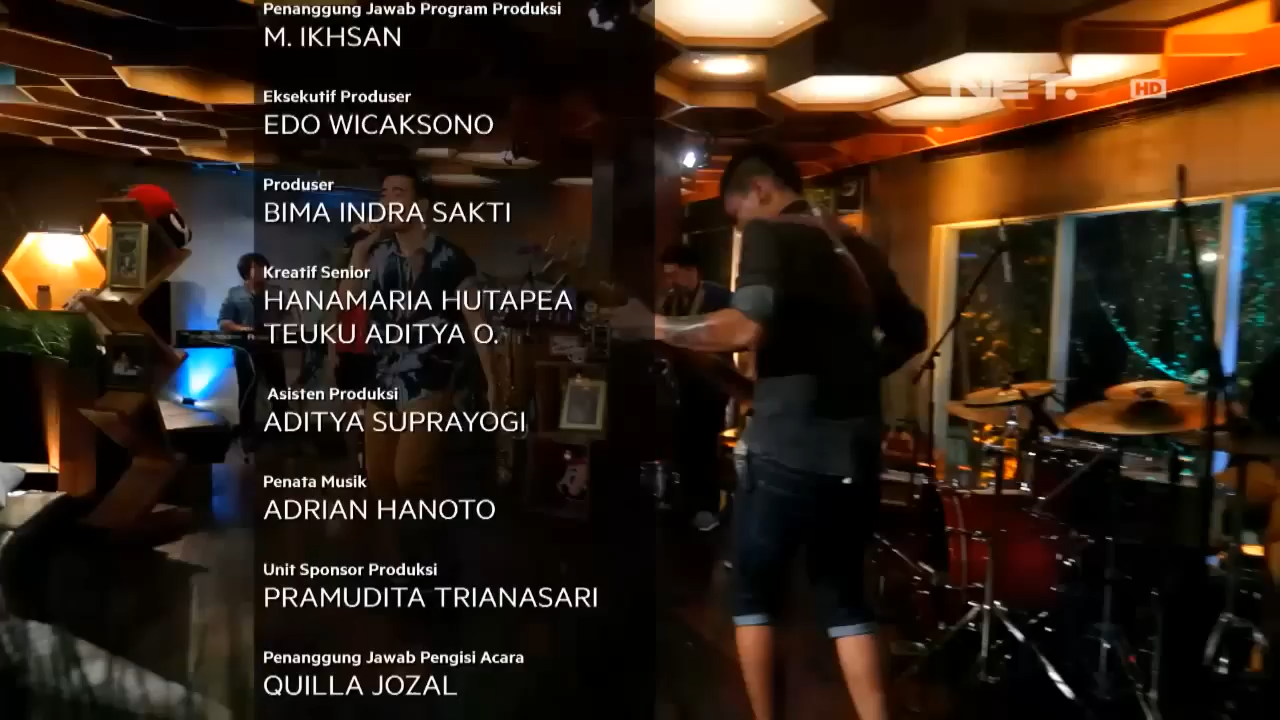 Penanggung Jawab Program Produksi
M. IKHSAN
NET. HD
Eksekutif Produser
EDO WICAKSONO
Produser
BIMA INDRA SAKTI
Kreatif Senior
HANAMARIA HUTAPEA
TEUKU ADITYA O.
Asisten Produksi
ADITYA SUPRAYOGI
Penata Musik
ADRIAN HANOTO
Unit Sponsor Produksi
PRAMUDITA TRIANASARI
Penanggung Jawab Pengisi Acara
QUILLA JOZAL